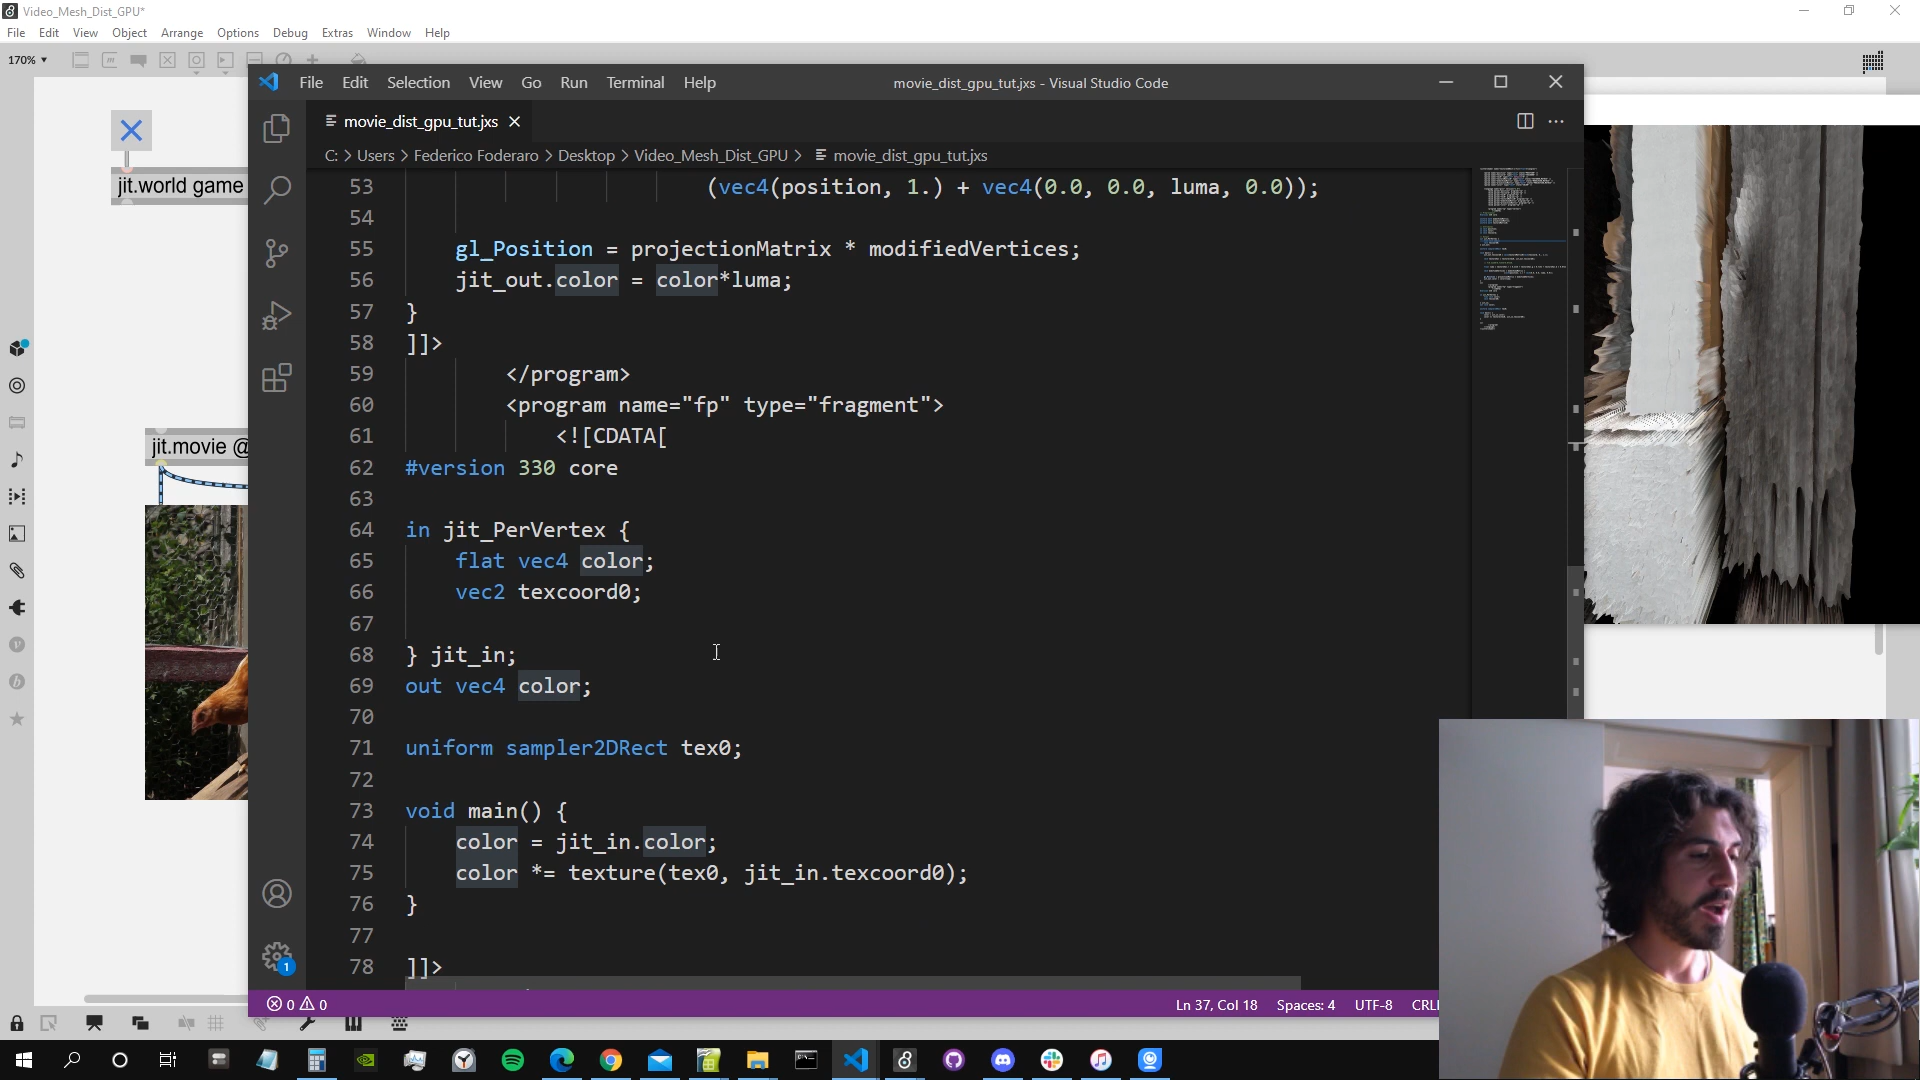 Video_Mesh_Dist_GPU*
File Edit View Object Arrange Options Debug Extras Window Help
170%
File Edit Selection View Go Run Terminal Help
movie_dist_gpu_tut.jxs - Visual Studio Code
movie_dist_gpu_tut.jxs
C: > Users > Federico Foderaro > Desktop > Video_Mesh_Dist_GPU > movie_dist_gpu_tut.jxs
jit.world game
jit.movie @
53 (vec4(position, 1.) + vec4(0.0, 0.0, luma, 0.0));
54
55 gl_Position = projectionMatrix * modifiedVertices;
56 jit_out.color = color*luma;
57 }
58 ]]>
59 </program>
60 <program name="fp" type="fragment">
61 <![CDATA[
62 #version 330 core
63
64 in jit_PerVertex {
65 flat vec4 color;
66 vec2 texcoord0;
67
68 } jit_in;
69 out vec4 color;
70
71 uniform sampler2DRect tex0;
72
73 void main() {
74 color = jit_in.color;
75 color *= texture(tex0, jit_in.texcoord0);
76 }
77
78 ]]>
1
0 0
Ln 37, Col 18 Spaces: 4 UTF-8 CRL